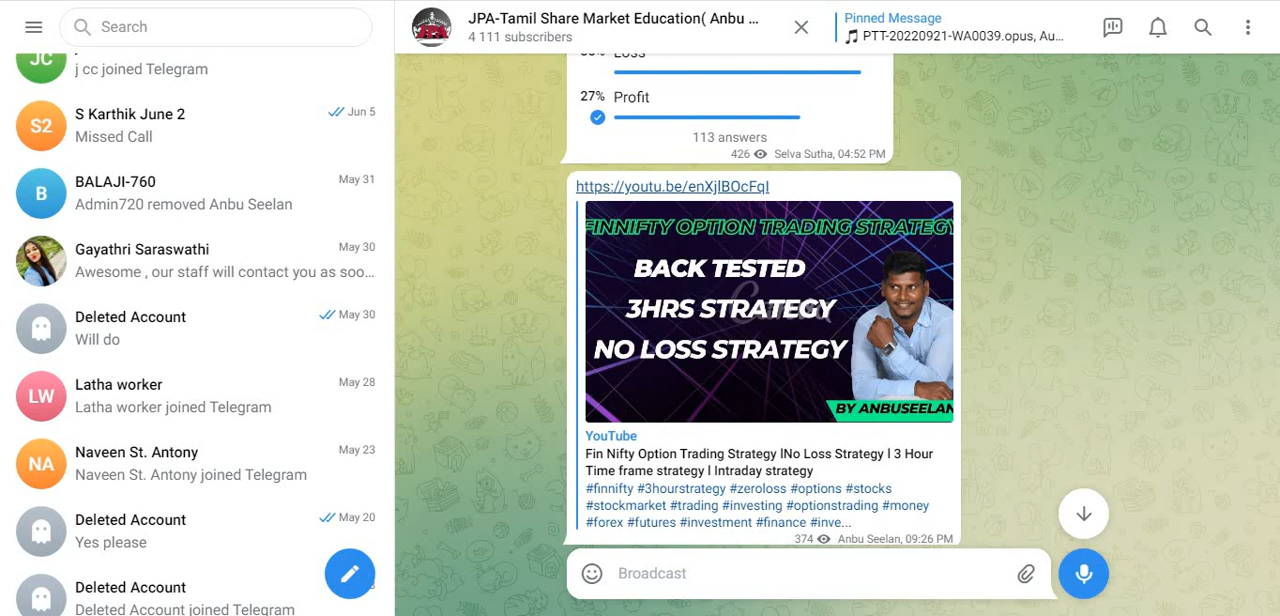 Search
JC
j cc joined Telegram
S2
S Karthik June 2
Jun 5
Missed Call
B
BALAJI-760
May 31
Admin720 removed Anbu Seelan
Gayathri Saraswathi
May 30
Awesome , our staff will contact you as soo...
Deleted Account
May 30
Will do
LW
Latha worker
May 28
Latha worker joined Telegram
NA
Naveen St. Antony
May 23
Naveen St. Antony joined Telegram
Deleted Account
May 20
Yes please
Deleted Account
Deleted Account joined Telegram
JPA-Tamil Share Market Education( Anbu ...
4 111 subscribers
Pinned Message
PTT-20220921-WA0039.opus, Au...
Loss
27% Profit
113 answers
426 Selva Sutha, 04:52 PM
https://youtu.be/enXjlBOcFqI
FINNIFTY OPTION TRADING STRATEGY
BACK TESTED
3HRS STRATEGY
NO LOSS STRATEGY
BY ANBUSEELAN
YouTube
Fin Nifty Option Trading Strategy lNo Loss Strategy l 3 Hour
Time frame strategy l Intraday strategy
#finnifty #3hourstrategy #zeroloss #options #stocks
#stockmarket #trading #investing #optionstrading #money
#forex #futures #investment #finance #inve...
374 Anbu Seelan, 09:26 PM
Broadcast